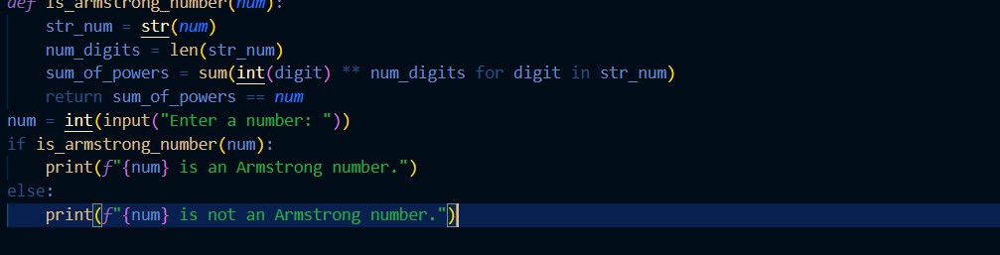 def is_armstrong_number(num):
    str_num = str(num)
    num_digits = len(str_num)
    sum_of_powers = sum(int(digit) ** num_digits for digit in str_num)
    return sum_of_powers == num
num = int(input("Enter a number: "))
if is_armstrong_number(num):
    print(f"{num} is an Armstrong number.")
else:
    print(f"{num} is not an Armstrong number.")